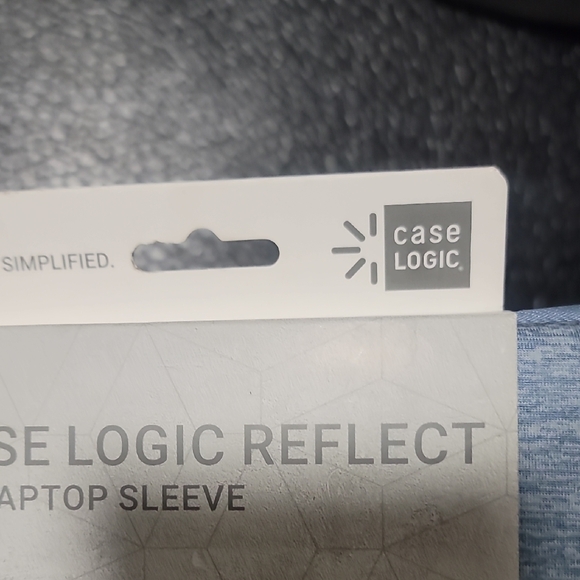 SIMPLIFIED.
case
LOGIC®
SE LOGIC REFLECT
APTOP SLEEVE